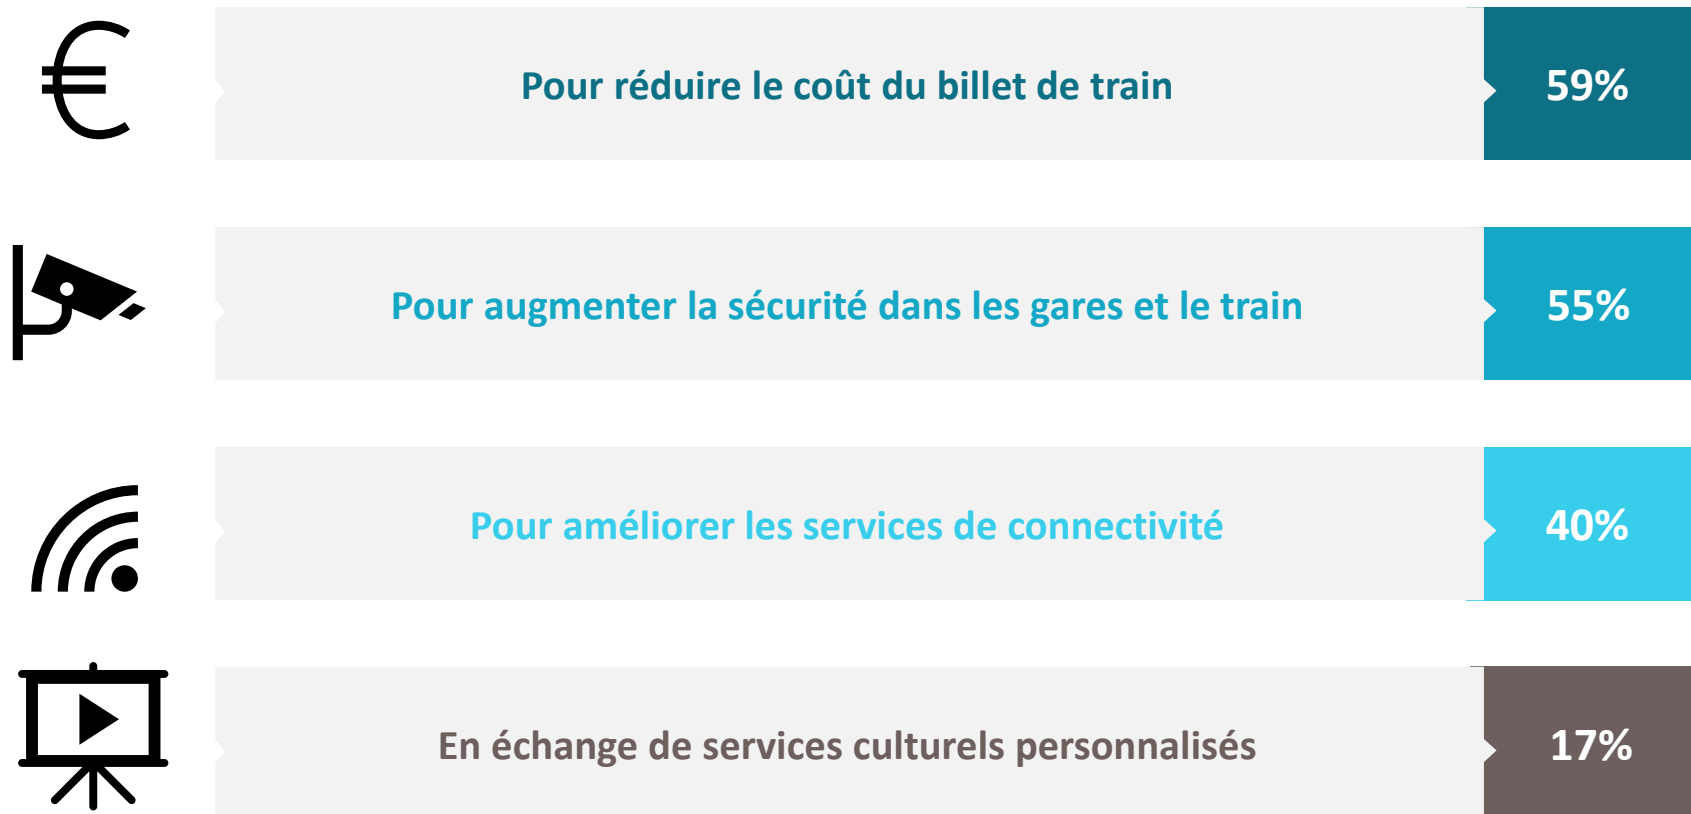 Pour réduire le coût du billet de train
59%
Pour augmenter la sécurité dans les gares et le train
55%
Pour améliorer les services de connectivité
40%
En échange de services culturels personnalisés
17%